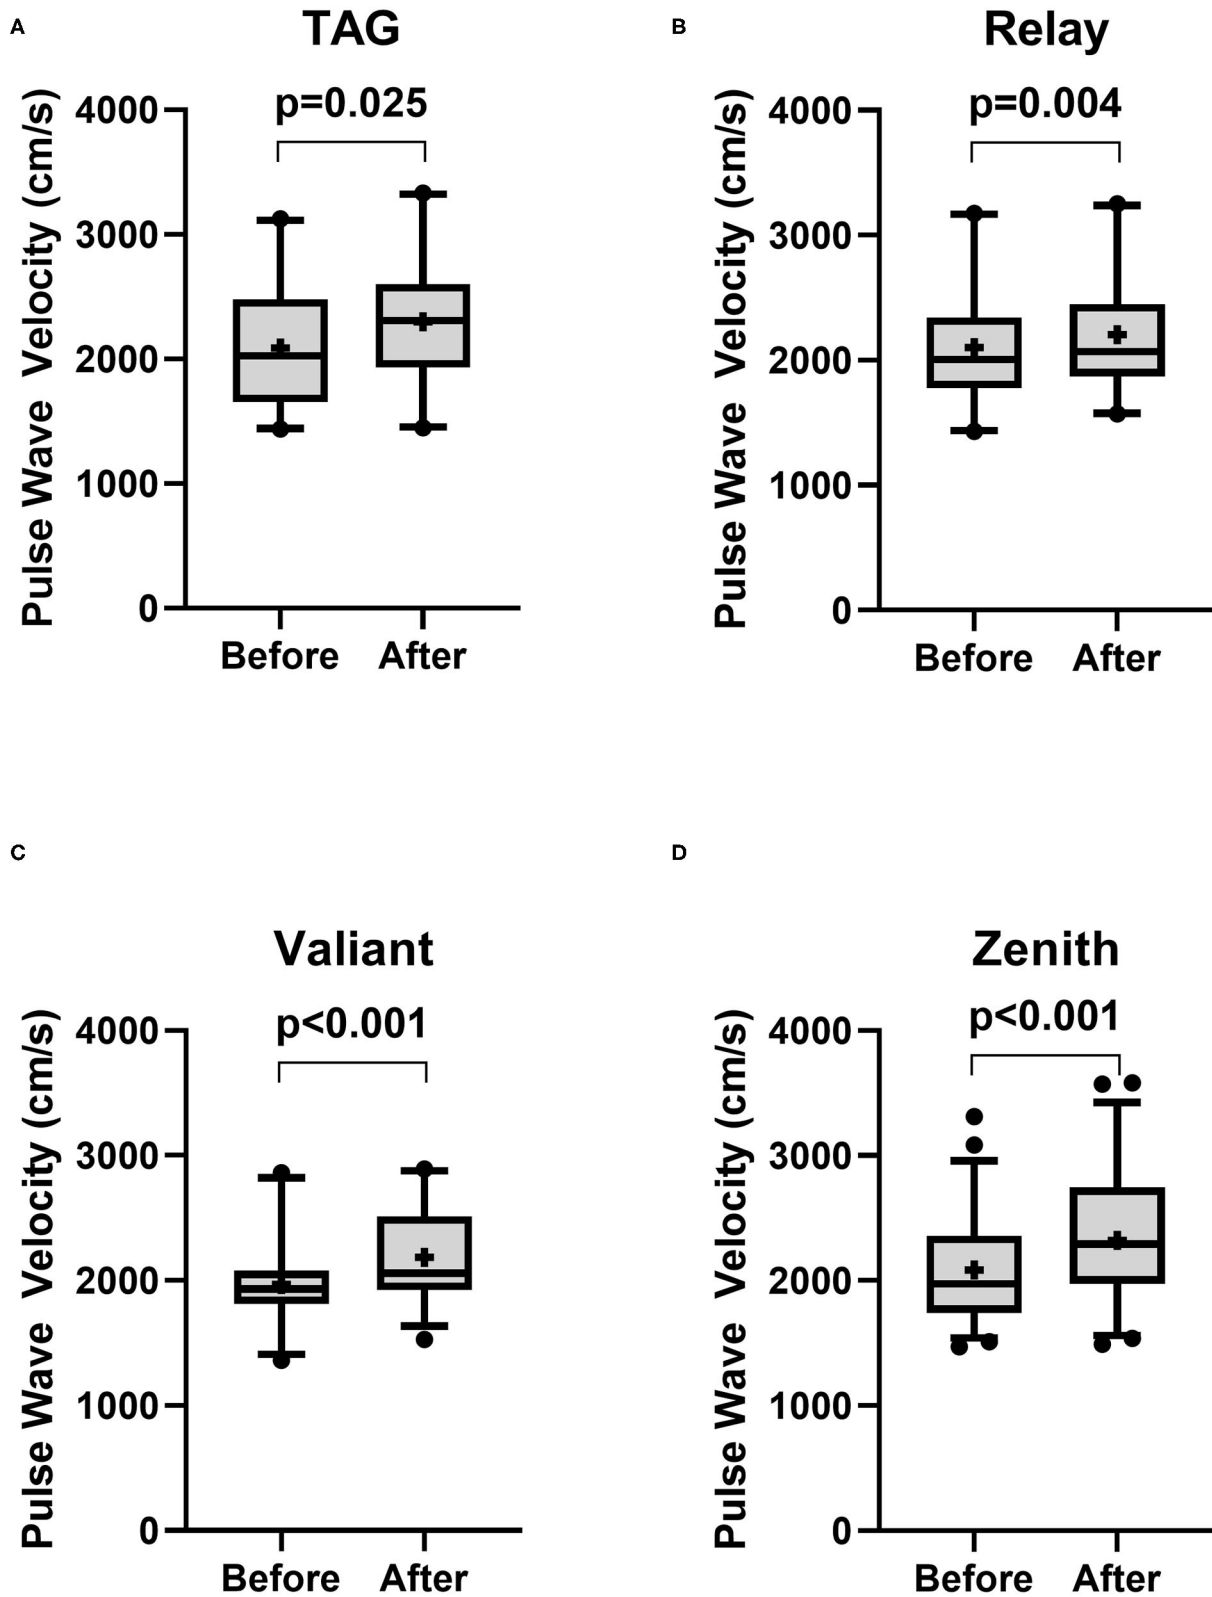 A
TAG
p=0.025
Pulse Wave Velocity (cm/s)
4000
3000
2000
1000
0
Before After
B
Relay
p=0.004
Pulse Wave Velocity (cm/s)
4000
3000
2000
1000
0
Before After
C
Valiant
p<0.001
Pulse Wave Velocity (cm/s)
4000
3000
2000
1000
0
Before After
D
Zenith
p<0.001
Pulse Wave Velocity (cm/s)
4000
3000
2000
1000
0
Before After